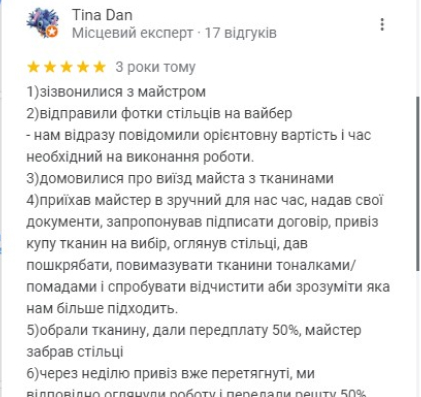 Tina Dan
Місцевий експерт · 17 відгуків
3 роки тому
1)зізвонилися з майстром
2)відправили фотки стільців на вайбер
- нам відразу повідомили орієнтовну вартість і час
необхідний на виконання роботи.
3)домовилися про виїзд майста з тканинами
4)приїхав майстер в зручний для нас час, надав свої
документи, запропонував підписати договір, привіз
купу тканин на вибір, оглянув стільці, дав
пошкрябати, повимазувати тканини тоналками/
помадами і спробувати відчистити аби зрозуміти яка
нам більше підходить.
5)обрали тканину, дали передплату 50%, майстер
забрав стільці
6)через неділю привіз вже перетягнуті, ми
відповідно оглянули роботу і передали решту 50%